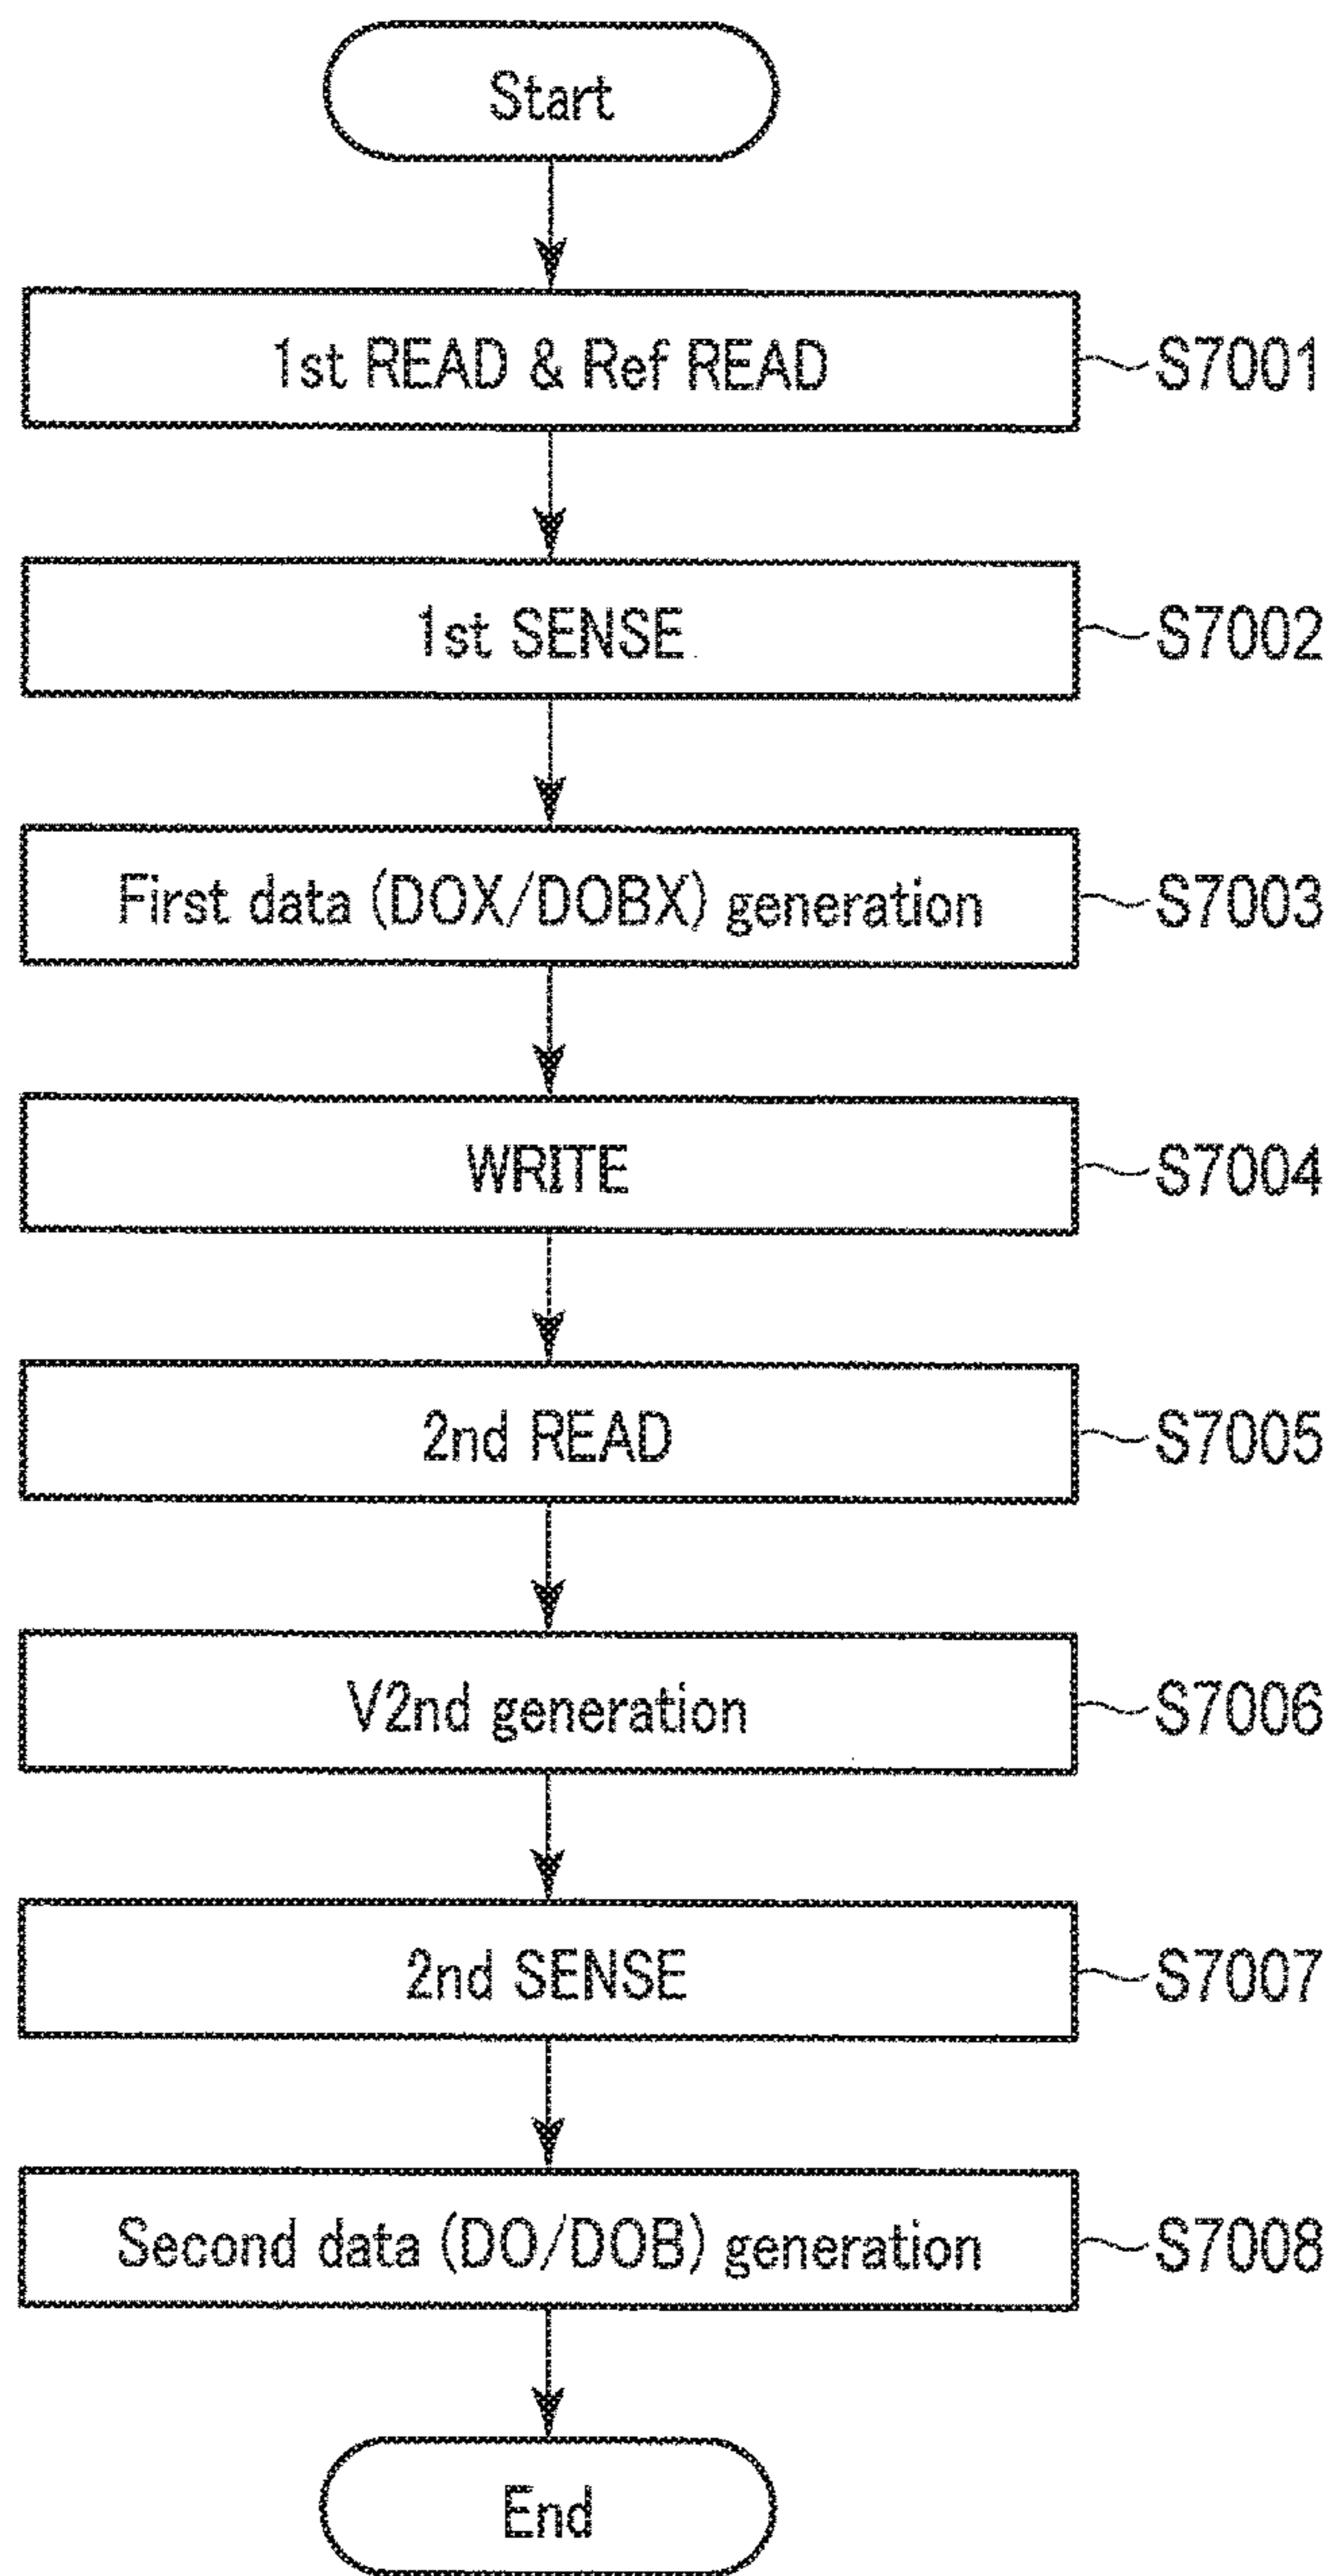 Start
1st READ & Ref READ
S7001
1st SENSE
S7002
First data (DOX/DOBX) generation
S7003
WRITE
S7004
2nd READ
S7005
V2nd generation
S7006
2nd SENSE
S7007
Second data (DO/DOB) generation
S7008
End